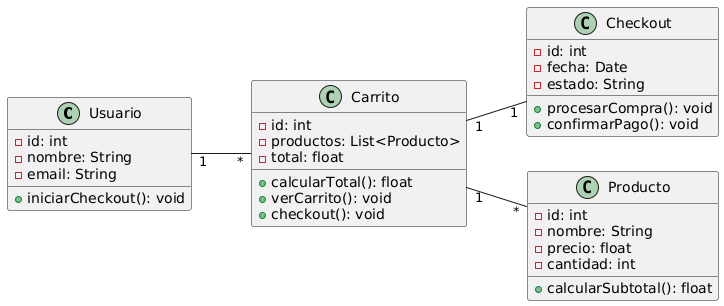 C Usuario
id: int
nombre: String
email: String
iniciarCheckout(): void
1 *
C Carrito
id: int
productos: List<Producto>
total: float
calcularTotal(): float
verCarrito(): void
checkout(): void
1 1
C Checkout
id: int
fecha: Date
estado: String
procesarCompra(): void
confirmarPago(): void
1 *
C Producto
id: int
nombre: String
precio: float
cantidad: int
calcularSubtotal(): float